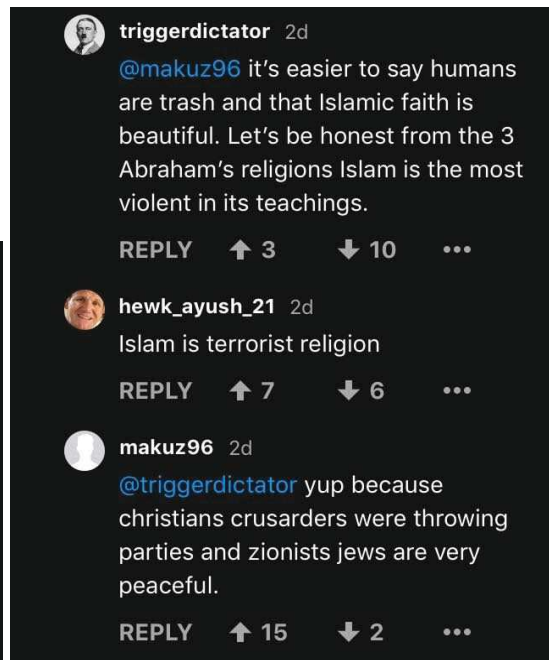 triggerdictator 2d
@makuz96 it's easier to say humans
are trash and that Islamic faith is
beautiful. Let's be honest from the 3
Abraham's religions Islam is the most
violent in its teachings.
REPLY 3 10
hewk_ayush_21 2d
Islam is terrorist religion
REPLY 7 6
makuz96 2d
@triggerdictator yup because
christians crusarders were throwing
parties and zionists jews are very
peaceful.
REPLY 15 2